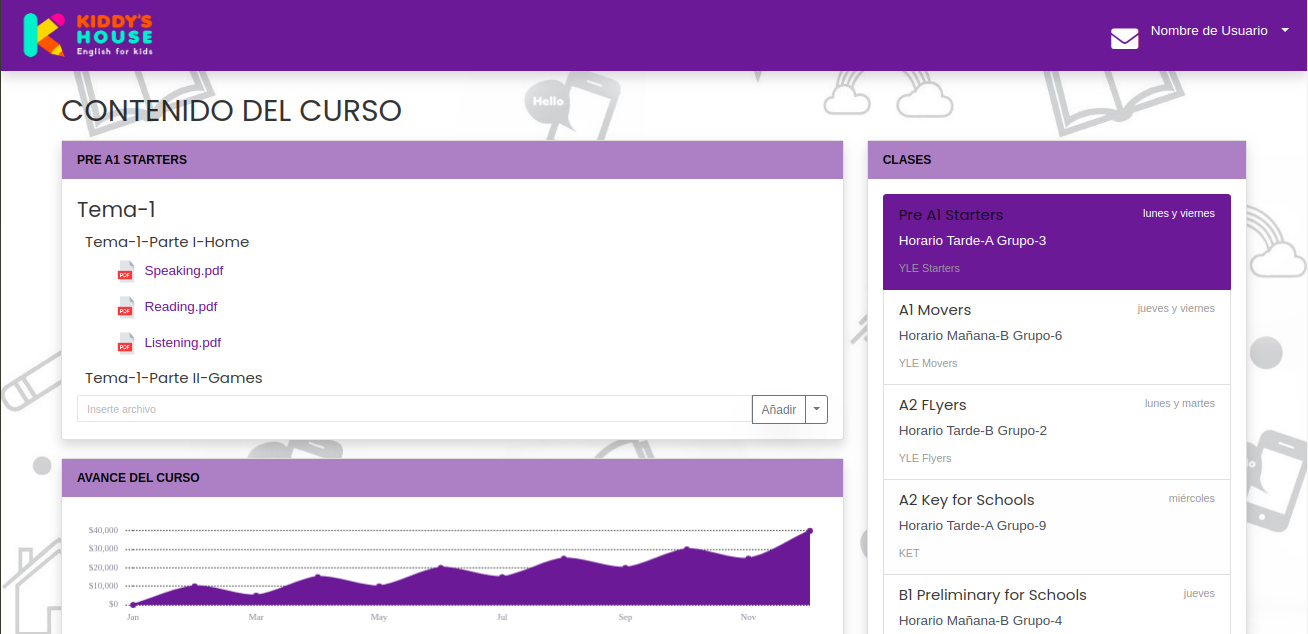 KIDDY'S
HOUSE
English for kids
Nombre de Usuario
Hello
CONTENIDO DEL CURSO
PRE A1 STARTERS
Tema-1
Tema-1-Parte I-Home
PDF Speaking.pdf
PDF Reading.pdf
PDF Listening.pdf
Tema-1-Parte II-Games
Inserte archivo
Añadir
AVANCE DEL CURSO
$40,000
$30,000
$20,000
$10,000
$0
Jan Mar May Jul Sep Nov
CLASES
Pre A1 Starters lunes y viernes
Horario Tarde-A Grupo-3
YLE Starters
A1 Movers jueves y viernes
Horario Mañana-B Grupo-6
YLE Movers
A2 FLyers lunes y martes
Horario Tarde-B Grupo-2
YLE Flyers
A2 Key for Schools miércoles
Horario Tarde-A Grupo-9
KET
B1 Preliminary for Schools jueves
Horario Mañana-B Grupo-4